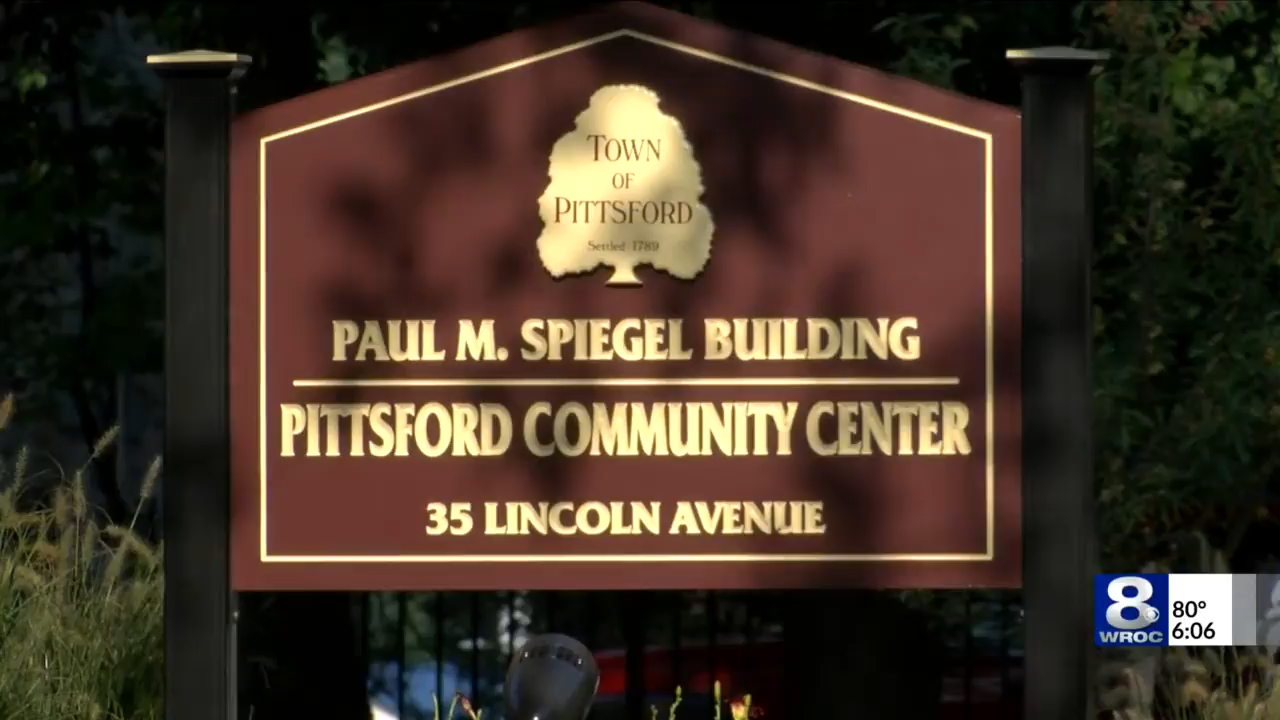 TOWN
OF
PITTSFORD
Settled 1789
PAUL M. SPIEGEL BUILDING
PITTSFORD COMMUNITY CENTER
35 LINCOLN AVENUE
8
WROC
80°
6:06